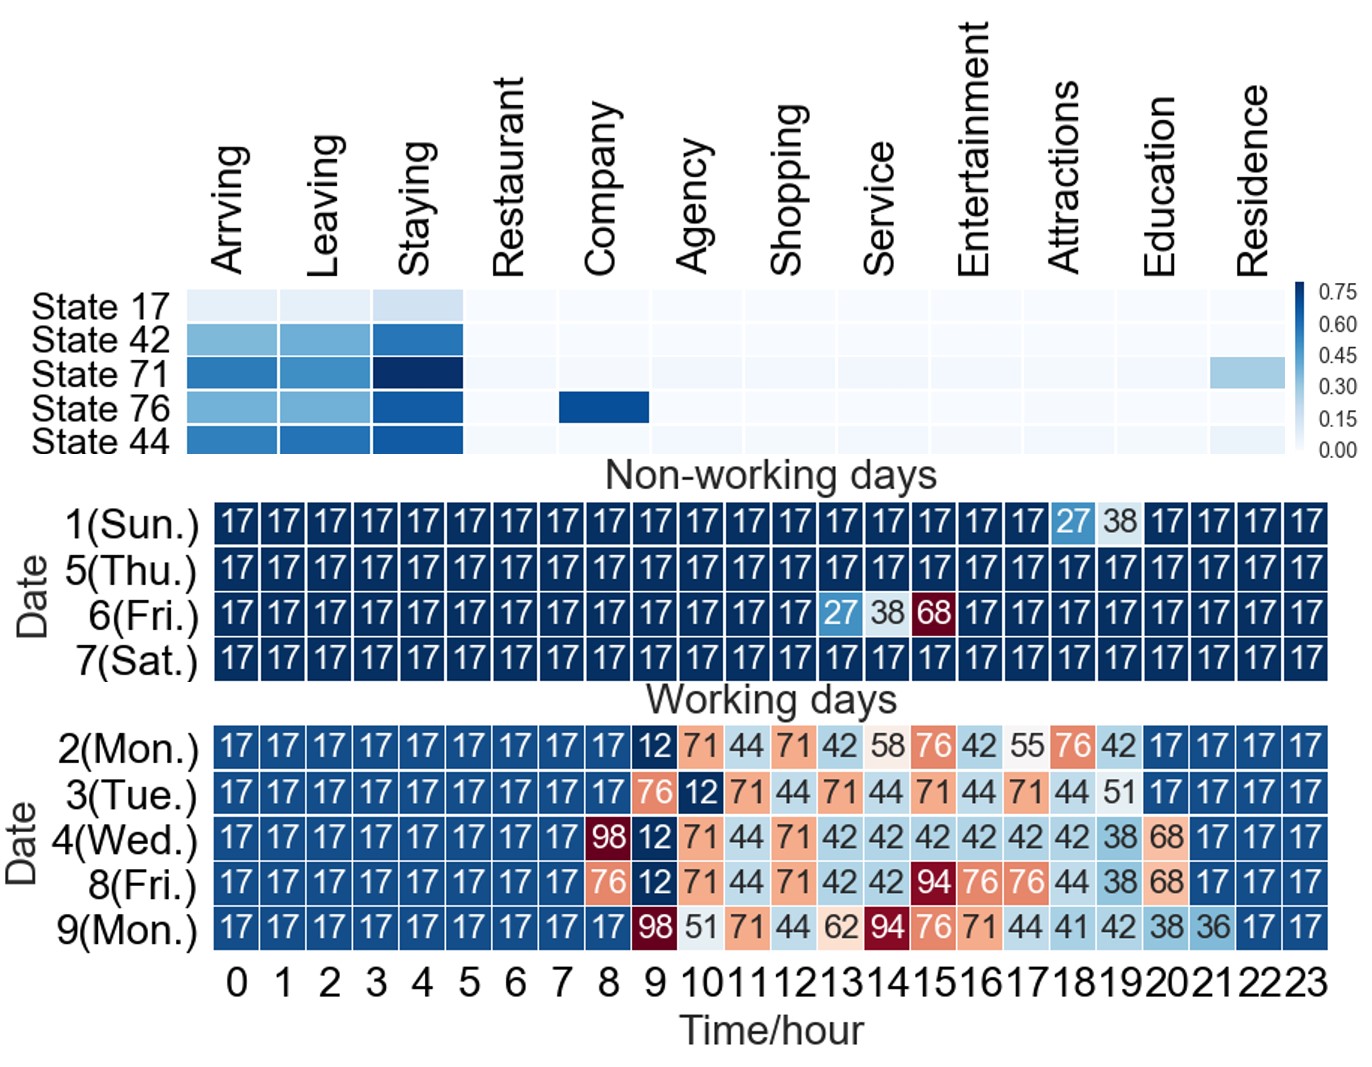 Arrving
Leaving
Staying
Restaurant
Company
Agency
Shopping
Service
Entertainment
Attractions
Education
Residence
State 17
State 42
State 71
State 76
State 44
0.75
0.60
0.45
0.30
0.15
0.00
Non-working days
Date
1(Sun.) 17 17 17 17 17 17 17 17 17 17 17 17 17 17 17 17 17 17 27 38 17 17 17 17
5(Thu.) 17 17 17 17 17 17 17 17 17 17 17 17 17 17 17 17 17 17 17 17 17 17 17 17
6(Fri.) 17 17 17 17 17 17 17 17 17 17 17 17 17 27 38 68 17 17 17 17 17 17 17 17
7(Sat.) 17 17 17 17 17 17 17 17 17 17 17 17 17 17 17 17 17 17 17 17 17 17 17 17
Working days
Date
2(Mon.) 17 17 17 17 17 17 17 17 17 12 71 44 71 42 58 76 42 55 76 42 17 17 17 17
3(Tue.) 17 17 17 17 17 17 17 17 17 76 12 71 44 71 44 71 44 71 44 51 17 17 17 17
4(Wed.) 17 17 17 17 17 17 17 17 98 12 71 44 71 42 42 42 42 42 42 38 68 17 17 17
8(Fri.) 17 17 17 17 17 17 17 17 76 12 71 44 71 42 42 94 76 76 44 38 68 17 17 17
9(Mon.) 17 17 17 17 17 17 17 17 17 98 51 71 44 62 94 76 71 44 41 42 38 36 17 17
0 1 2 3 4 5 6 7 8 9 10 11 12 13 14 15 16 17 18 19 20 21 22 23
Time/hour